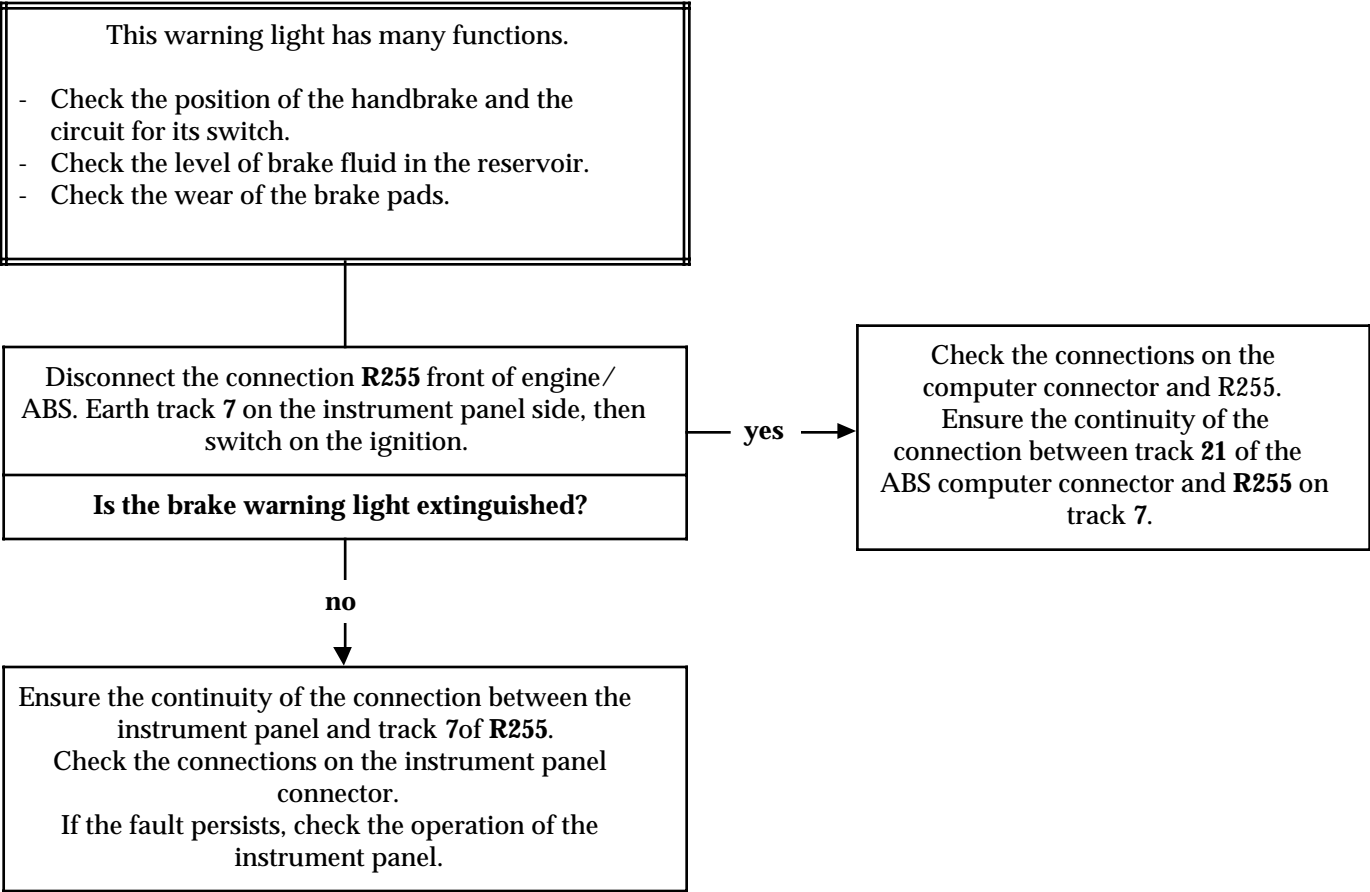 This warning light has many functions.
- Check the position of the handbrake and the
circuit for its switch.
- Check the level of brake fluid in the reservoir.
- Check the wear of the brake pads.
Disconnect the connection R255 front of engine/
ABS. Earth track 7 on the instrument panel side, then
switch on the ignition.
Is the brake warning light extinguished?
yes
Check the connections on the
computer connector and R255.
Ensure the continuity of the
connection between track 21 of the
ABS computer connector and R255 on
track 7.
no
Ensure the continuity of the connection between the
instrument panel and track 7of R255.
Check the connections on the instrument panel
connector.
If the fault persists, check the operation of the
instrument panel.